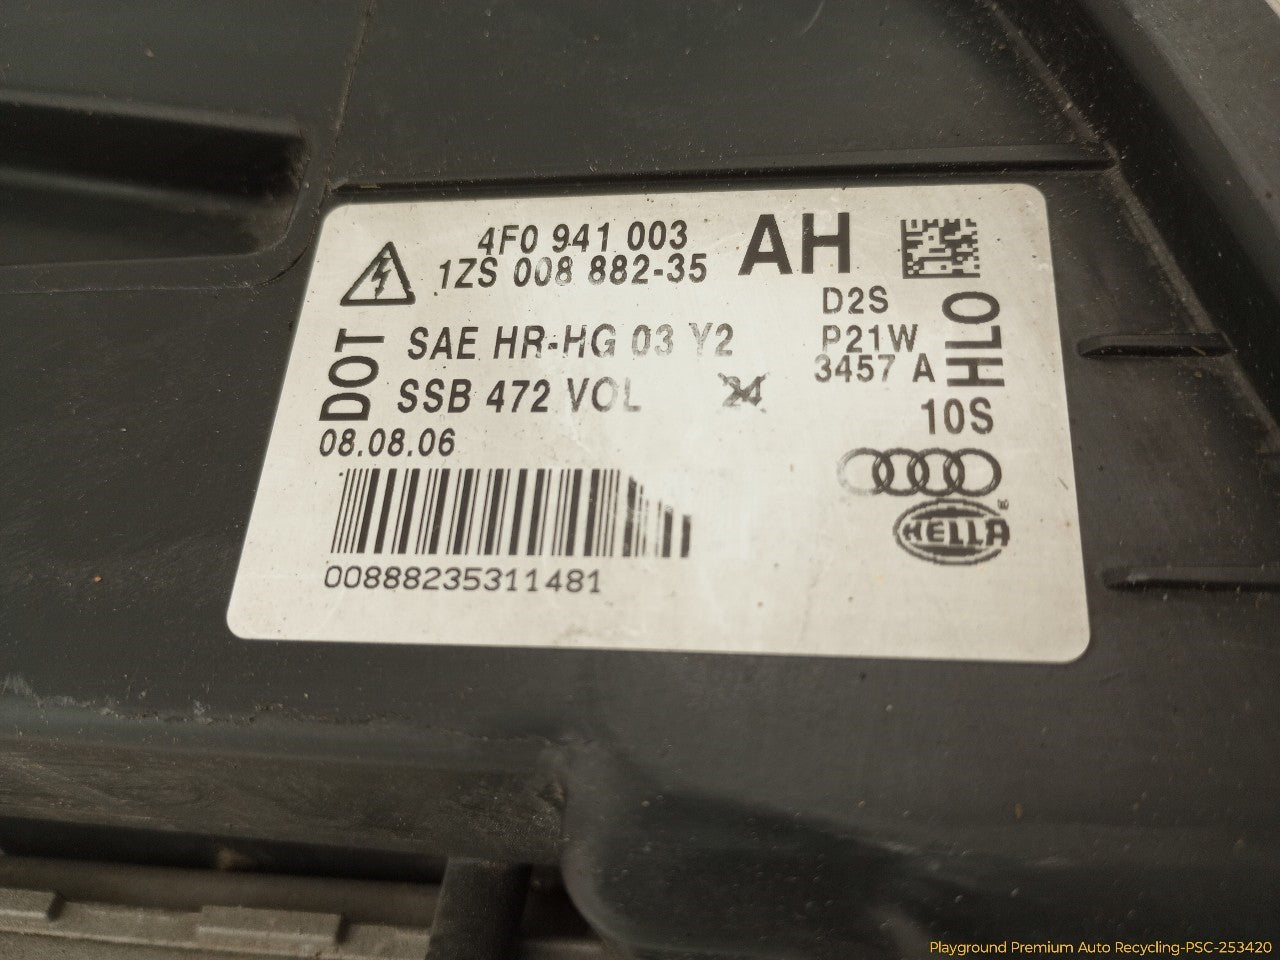 4F0 941 003 AH
1ZS 008 882-35
D2S
DOT
SAE HR-HG 03 Y2
P21W
3457 A
HLO
SSB 472 VOL
24
10S
08.08.06
HELLA
®
00888235311481
Playground Premium Auto Recycling-PSC-253420